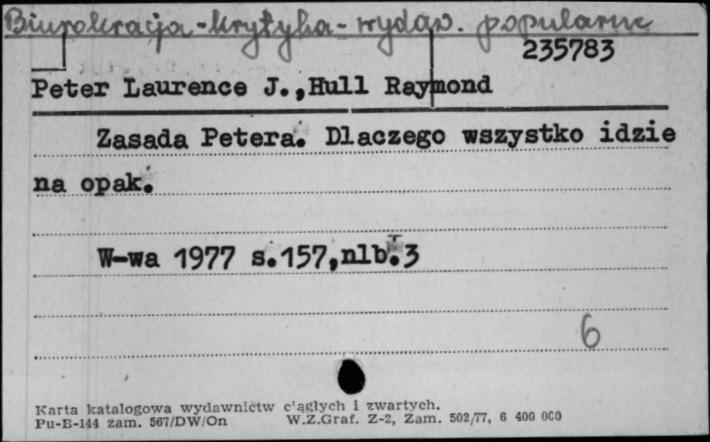 Biurokracja - krytyka - wydaw. popularne
235783
Peter Laurence J.,Hull Raymond
Zasada Petera. Dlaczego wszystko idzie
na opak.
W-wa 1977 s.157,nlb.3
6
Karta katalogowa wydawnictw ciągłych i zwartych.
Pu-B-144 zam. 567/DW/On W.Z.Graf. Z-2, Zam. 502/77, 6 400 000